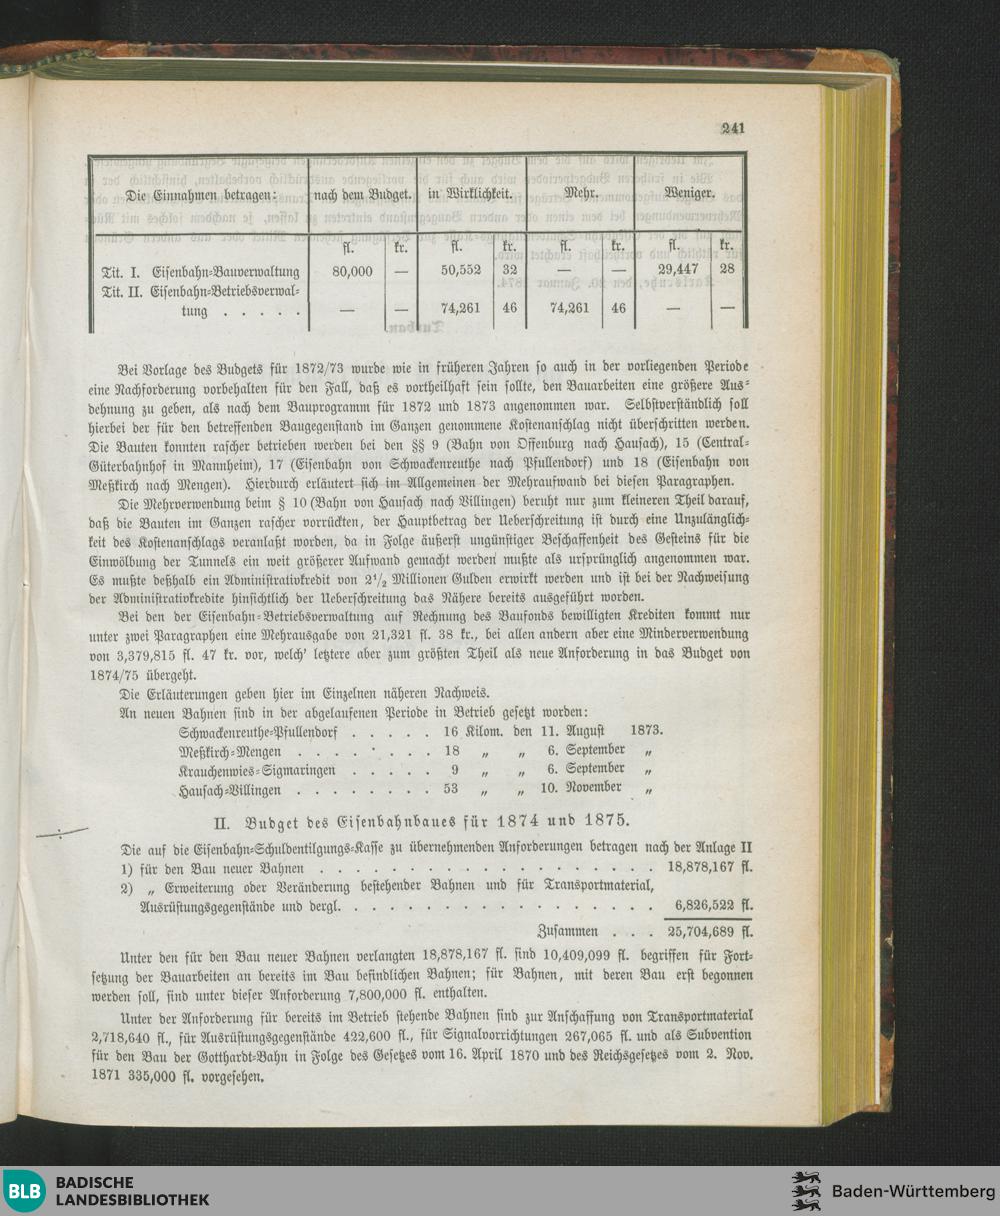 241
Die Einnahmen betragen: nach dem Budget. in Wirklichkeit. Mehr. Weniger.
fl. kr. fl. kr. fl. kr. fl. kr.
Tit. I. Eisenbahn-Bauverwaltung 80,000 — 50,552 32 — — 29,447 28
Tit. II. Eisenbahn-Betriebsverwal-
tung . . . . . — — 74,261 46 74,261 46 — —
Bei Vorlage des Budgets für 1872/73 wurde wie in früheren Jahren so auch in der vorliegenden Periode
eine Nachforderung vorbehalten für den Fall, daß es vortheilhaft sein sollte, den Bauarbeiten eine größere Aus-
dehnung zu geben, als nach dem Bauprogramm für 1872 und 1873 angenommen war. Selbstverständlich soll
hierbei der für den betreffenden Baugegenstand im Ganzen genommene Kostenanschlag nicht überschritten werden.
Die Bauten konnten rascher betrieben werden bei den §§ 9 (Bahn von Offenburg nach Hausach), 15 (Central-
Güterbahnhof in Mannheim), 17 (Eisenbahn von Schwackenreuthe nach Pfullendorf) und 18 (Eisenbahn von
Meßkirch nach Mengen). Hierdurch erläutert sich im Allgemeinen der Mehraufwand bei diesen Paragraphen.
Die Mehrverwendung beim § 10 (Bahn von Hausach nach Villingen) beruht nur zum kleineren Theil darauf,
daß die Bauten im Ganzen rascher vorrückten, der Hauptbetrag der Ueberschreitung ist durch eine Unzulänglich-
keit des Kostenanschlags veranlaßt worden, da in Folge äußerst ungünstiger Beschaffenheit des Gesteins für die
Einwölbung der Tunnels ein weit größerer Aufwand gemacht werden mußte als ursprünglich angenommen war.
Es mußte deßhalb ein Administrativkredit von 2½ Millionen Gulden erwirkt werden und ist bei der Nachweisung
der Administrativkredite hinsichtlich der Ueberschreitung das Nähere bereits ausgeführt worden.
Bei den der Eisenbahn-Betriebsverwaltung auf Rechnung des Baufonds bewilligten Krediten kommt nur
unter zwei Paragraphen eine Mehrausgabe von 21,321 fl. 38 kr., bei allen andern aber eine Minderverwendung
von 3,379,815 fl. 47 kr. vor, welch' letztere aber zum größten Theil als neue Anforderung in das Budget von
1874/75 übergeht.
Die Erläuterungen geben hier im Einzelnen näheren Nachweis.
An neuen Bahnen sind in der abgelaufenen Periode in Betrieb gesetzt worden:
Schwackenreuthe-Pfullendorf . . . . . 16 Kilom. den 11. August 1873.
Meßkirch-Mengen . . . . . . . . 18 „ „ 6. September „
Krauchenwies-Sigmaringen . . . . . 9 „ „ 6. September „
Hausach-Villingen . . . . . . . . 53 „ „ 10. November „
II. Budget des Eisenbahnbaues für 1874 und 1875.
Die auf die Eisenbahn-Schuldentilgungs-Kasse zu übernehmenden Anforderungen betragen nach der Anlage II
1) für den Bau neuer Bahnen . . . . . . . . . . . . . . . . . . 18,878,167 fl.
2) „ Erweiterung oder Veränderung bestehender Bahnen und für Transportmaterial,
Ausrüstungsgegenstände und dergl. . . . . . . . . . . . . . . . . . 6,826,522 fl.
Zusammen . . . 25,704,689 fl.
Unter den für den Bau neuer Bahnen verlangten 18,878,167 fl. sind 10,409,099 fl. begriffen für Fort-
setzung der Bauarbeiten an bereits im Bau befindlichen Bahnen; für Bahnen, mit deren Bau erst begonnen
werden soll, sind unter dieser Anforderung 7,800,000 fl. enthalten.
Unter der Anforderung für bereits im Betrieb stehende Bahnen sind zur Anschaffung von Transportmaterial
2,718,640 fl., für Ausrüstungsgegenstände 422,600 fl., für Signalvorrichtungen 267,065 fl. und als Subvention
für den Bau der Gotthardt-Bahn in Folge des Gesetzes vom 16. April 1870 und des Reichsgesetzes vom 2. Nov.
1871 335,000 fl. vorgesehen.
BLB BADISCHE
LANDESBIBLIOTHEK
Baden-Württemberg